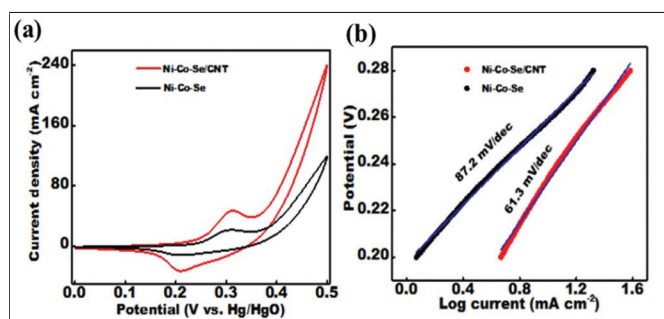 (a)
240
160
80
0
Current density (mA cm-2)
Ni-Co-Se/CNT
Ni-Co-Se
0.0 0.1 0.2 0.3 0.4 0.5
Potential (V vs. Hg/HgO)
(b)
0.28
0.26
0.24
0.22
0.20
Potential (V)
Ni-Co-Se/CNT
Ni-Co-Se
87.2 mV/dec
61.3 mV/dec
0.0 0.4 0.8 1.2 1.6
Log current (mA cm-2)